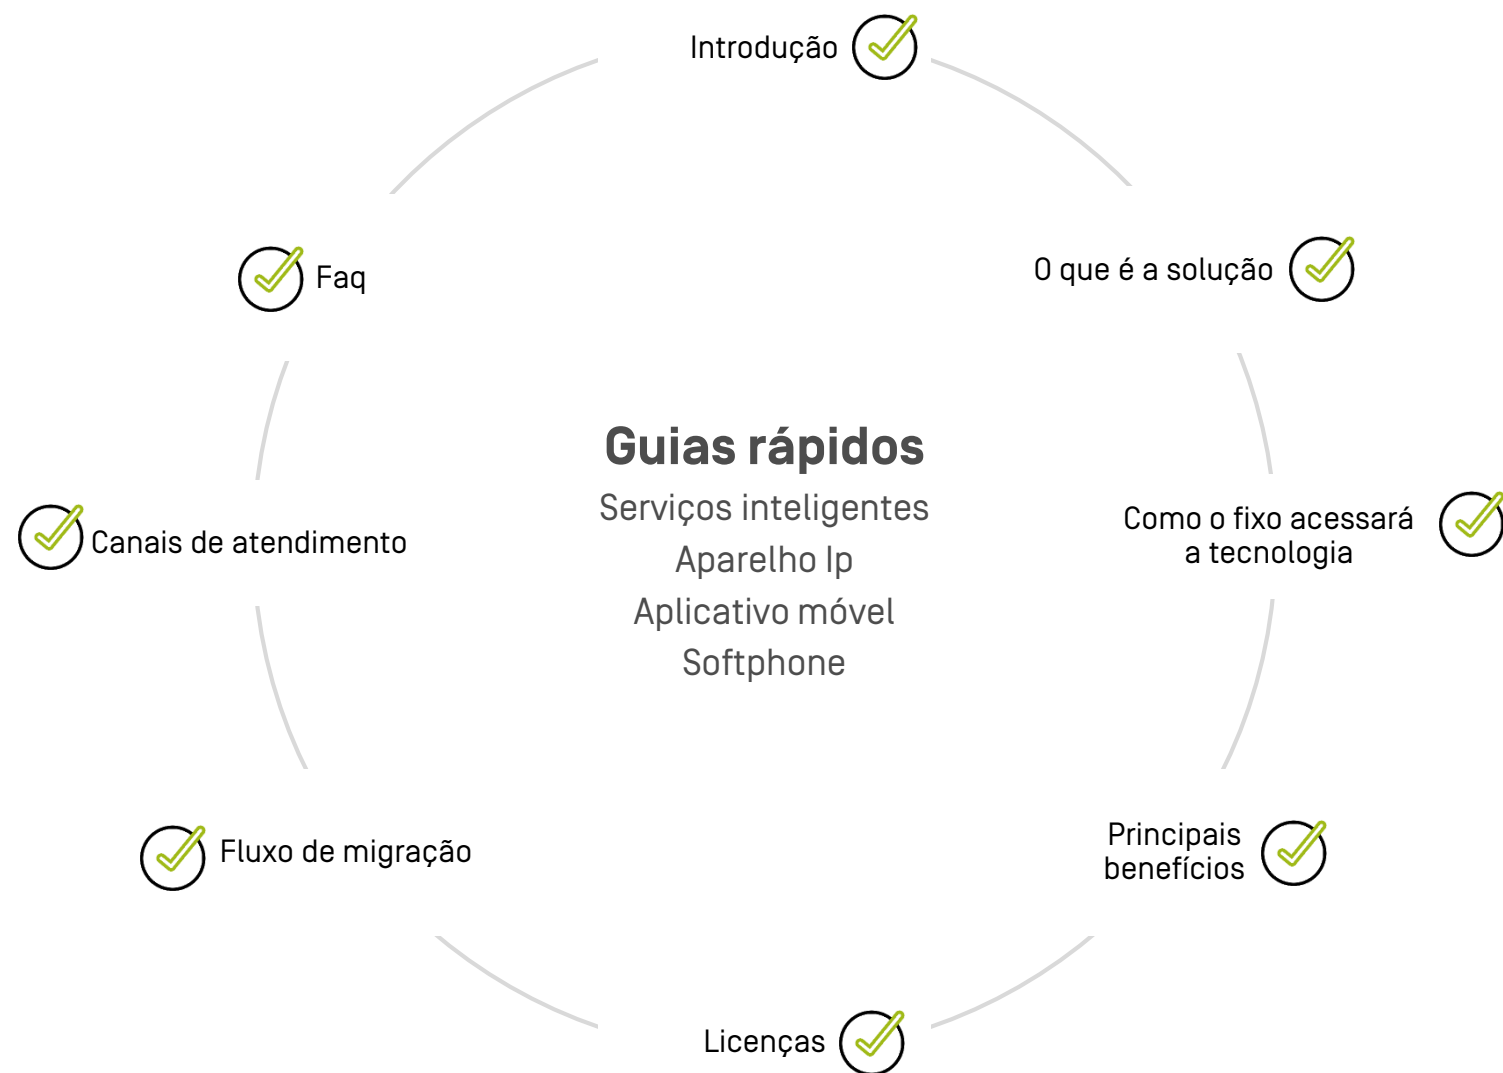 Introdução
O que é a solução
Faq
Guias rápidos
Serviços inteligentes
Aparelho Ip
Aplicativo móvel
Softphone
Como o fixo acessará
a tecnologia
Canais de atendimento
Principais
benefícios
Fluxo de migração
Licenças